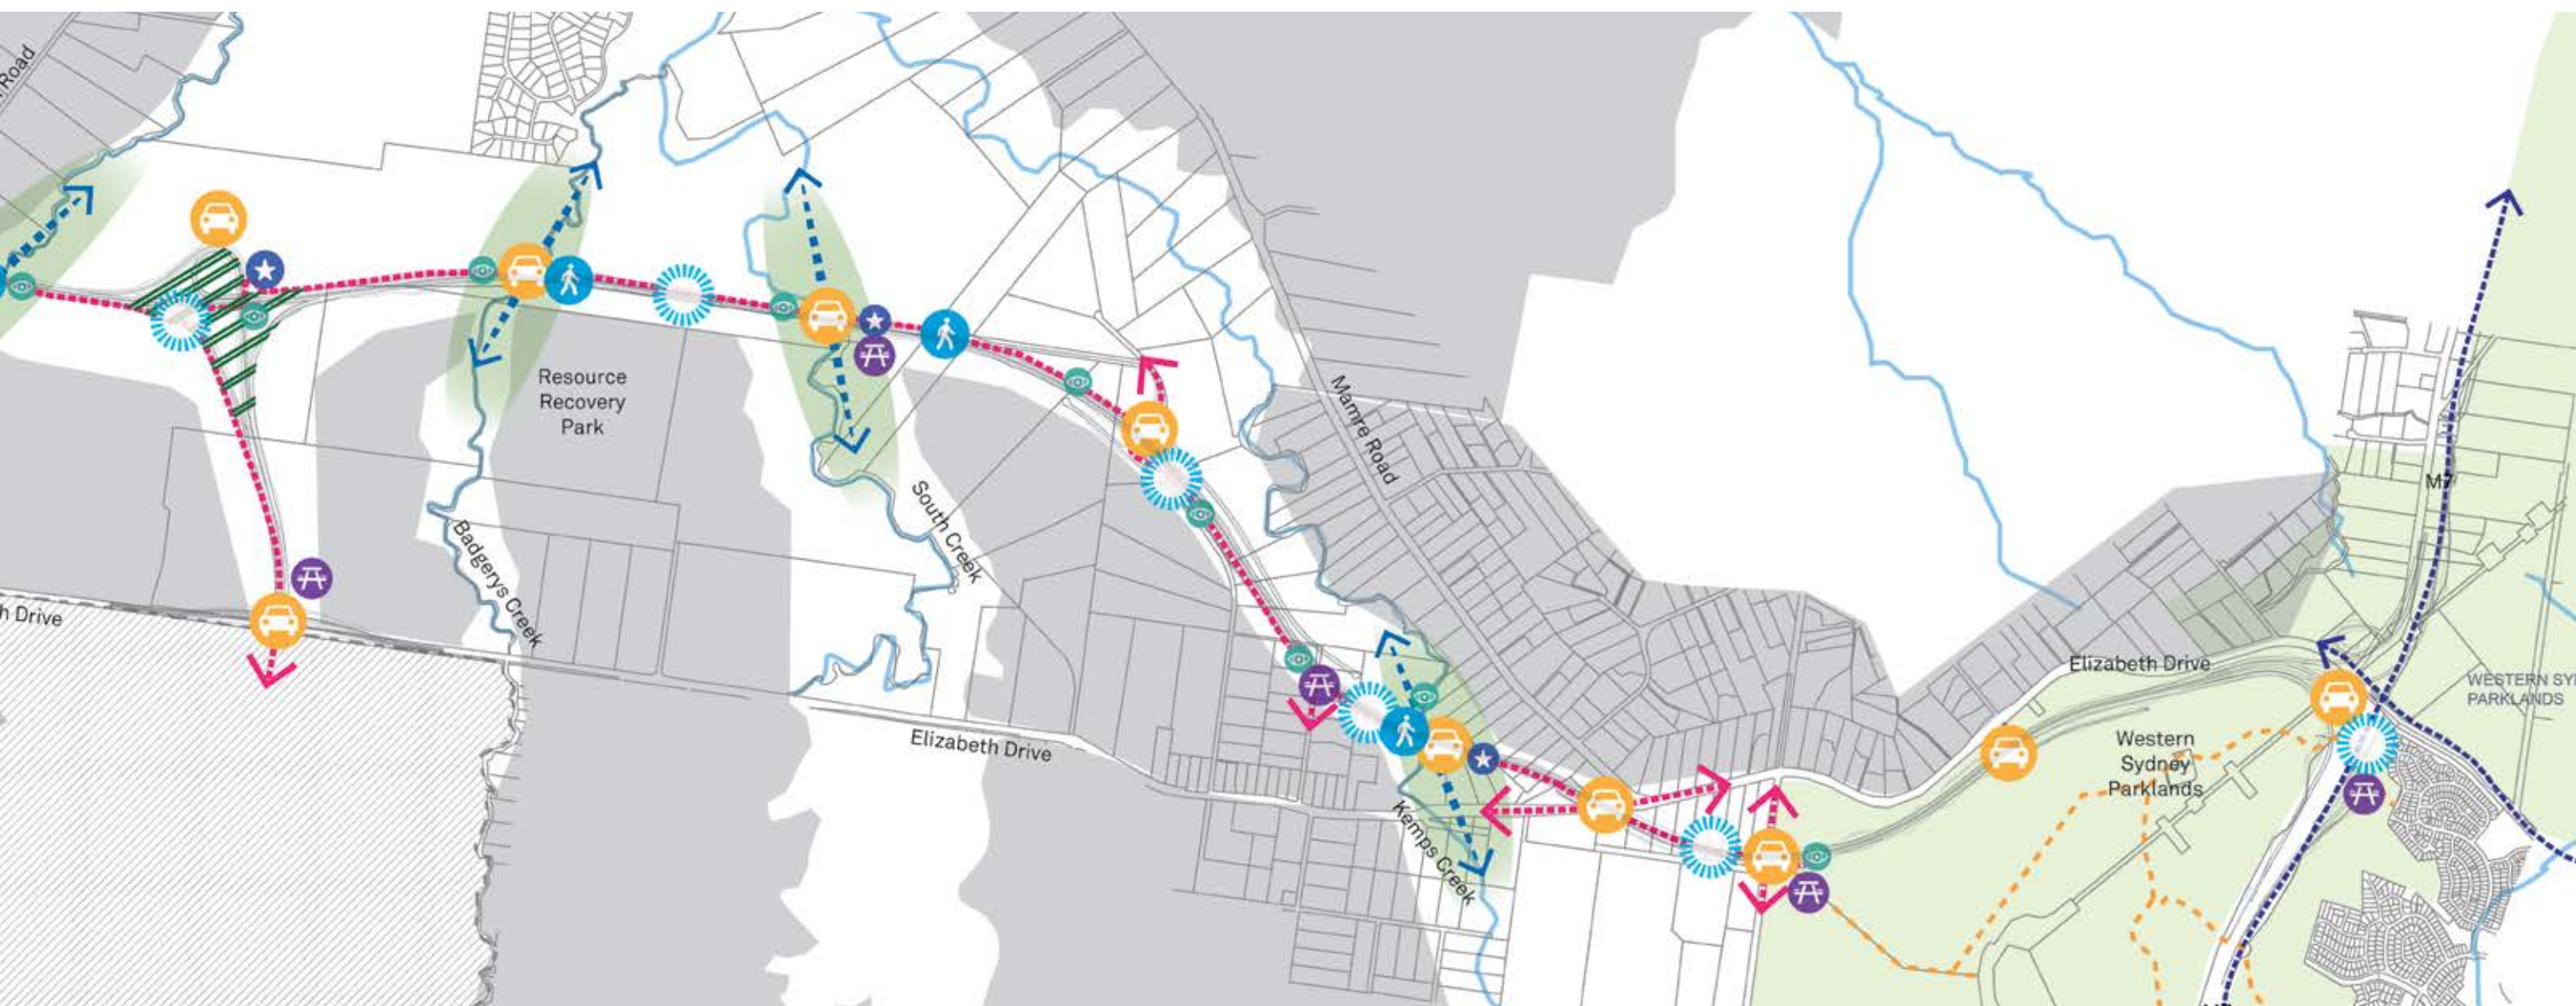 Road
Resource
Recovery
Park
Mamre Road
South Creek
Badgerys Creek
h Drive
M7
Elizabeth Drive
WESTERN SY
PARKLANDS
Elizabeth Drive
Western
Sydney
Parklands
Kemps Creek